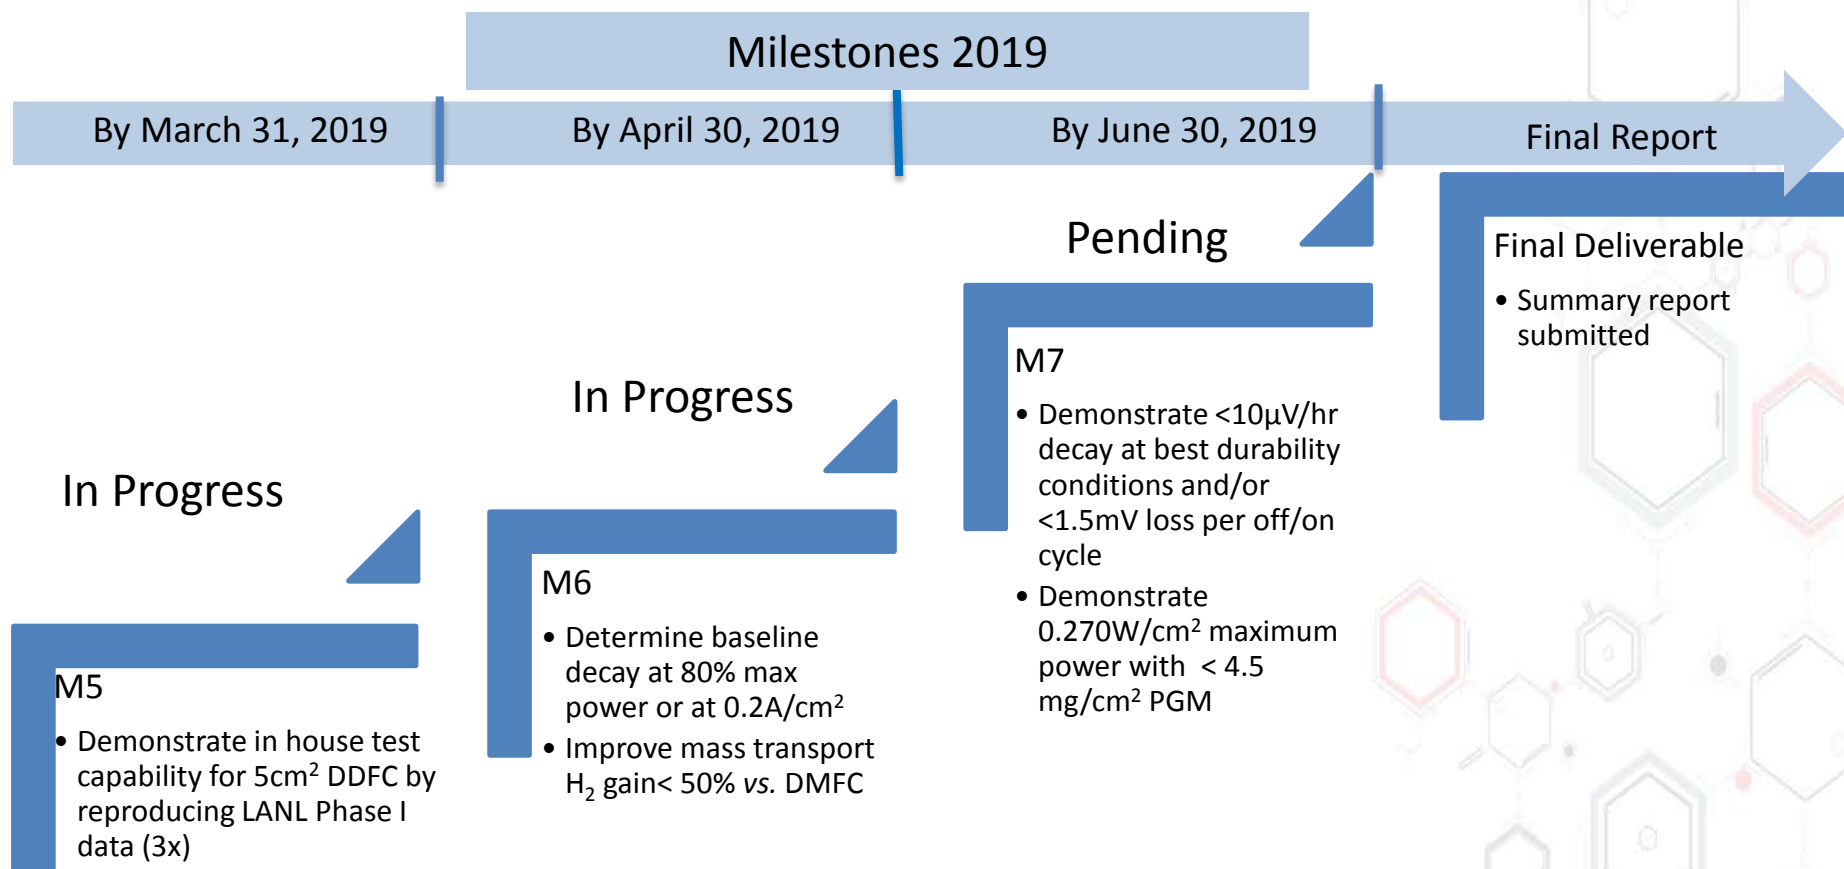 Milestones 2019
By March 31, 2019
By April 30, 2019
By June 30, 2019
Final Report
In Progress
M5
• Demonstrate in house test
capability for 5cm² DDFC by
reproducing LANL Phase I
data (3x)
In Progress
M6
• Determine baseline
decay at 80% max
power or at 0.2A/cm²
• Improve mass transport
H₂ gain< 50% vs. DMFC
Pending
M7
• Demonstrate <10µV/hr
decay at best durability
conditions and/or
<1.5mV loss per off/on
cycle
• Demonstrate
0.270W/cm² maximum
power with < 4.5
mg/cm² PGM
Final Deliverable
• Summary report
submitted